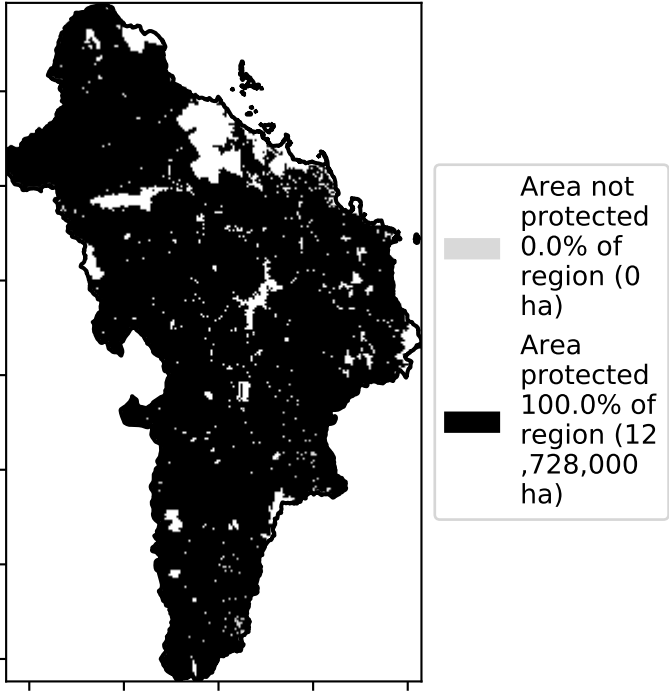 Area not
protected
0.0% of
region (0
ha)
Area
protected
100.0% of
region (12
,728,000
ha)